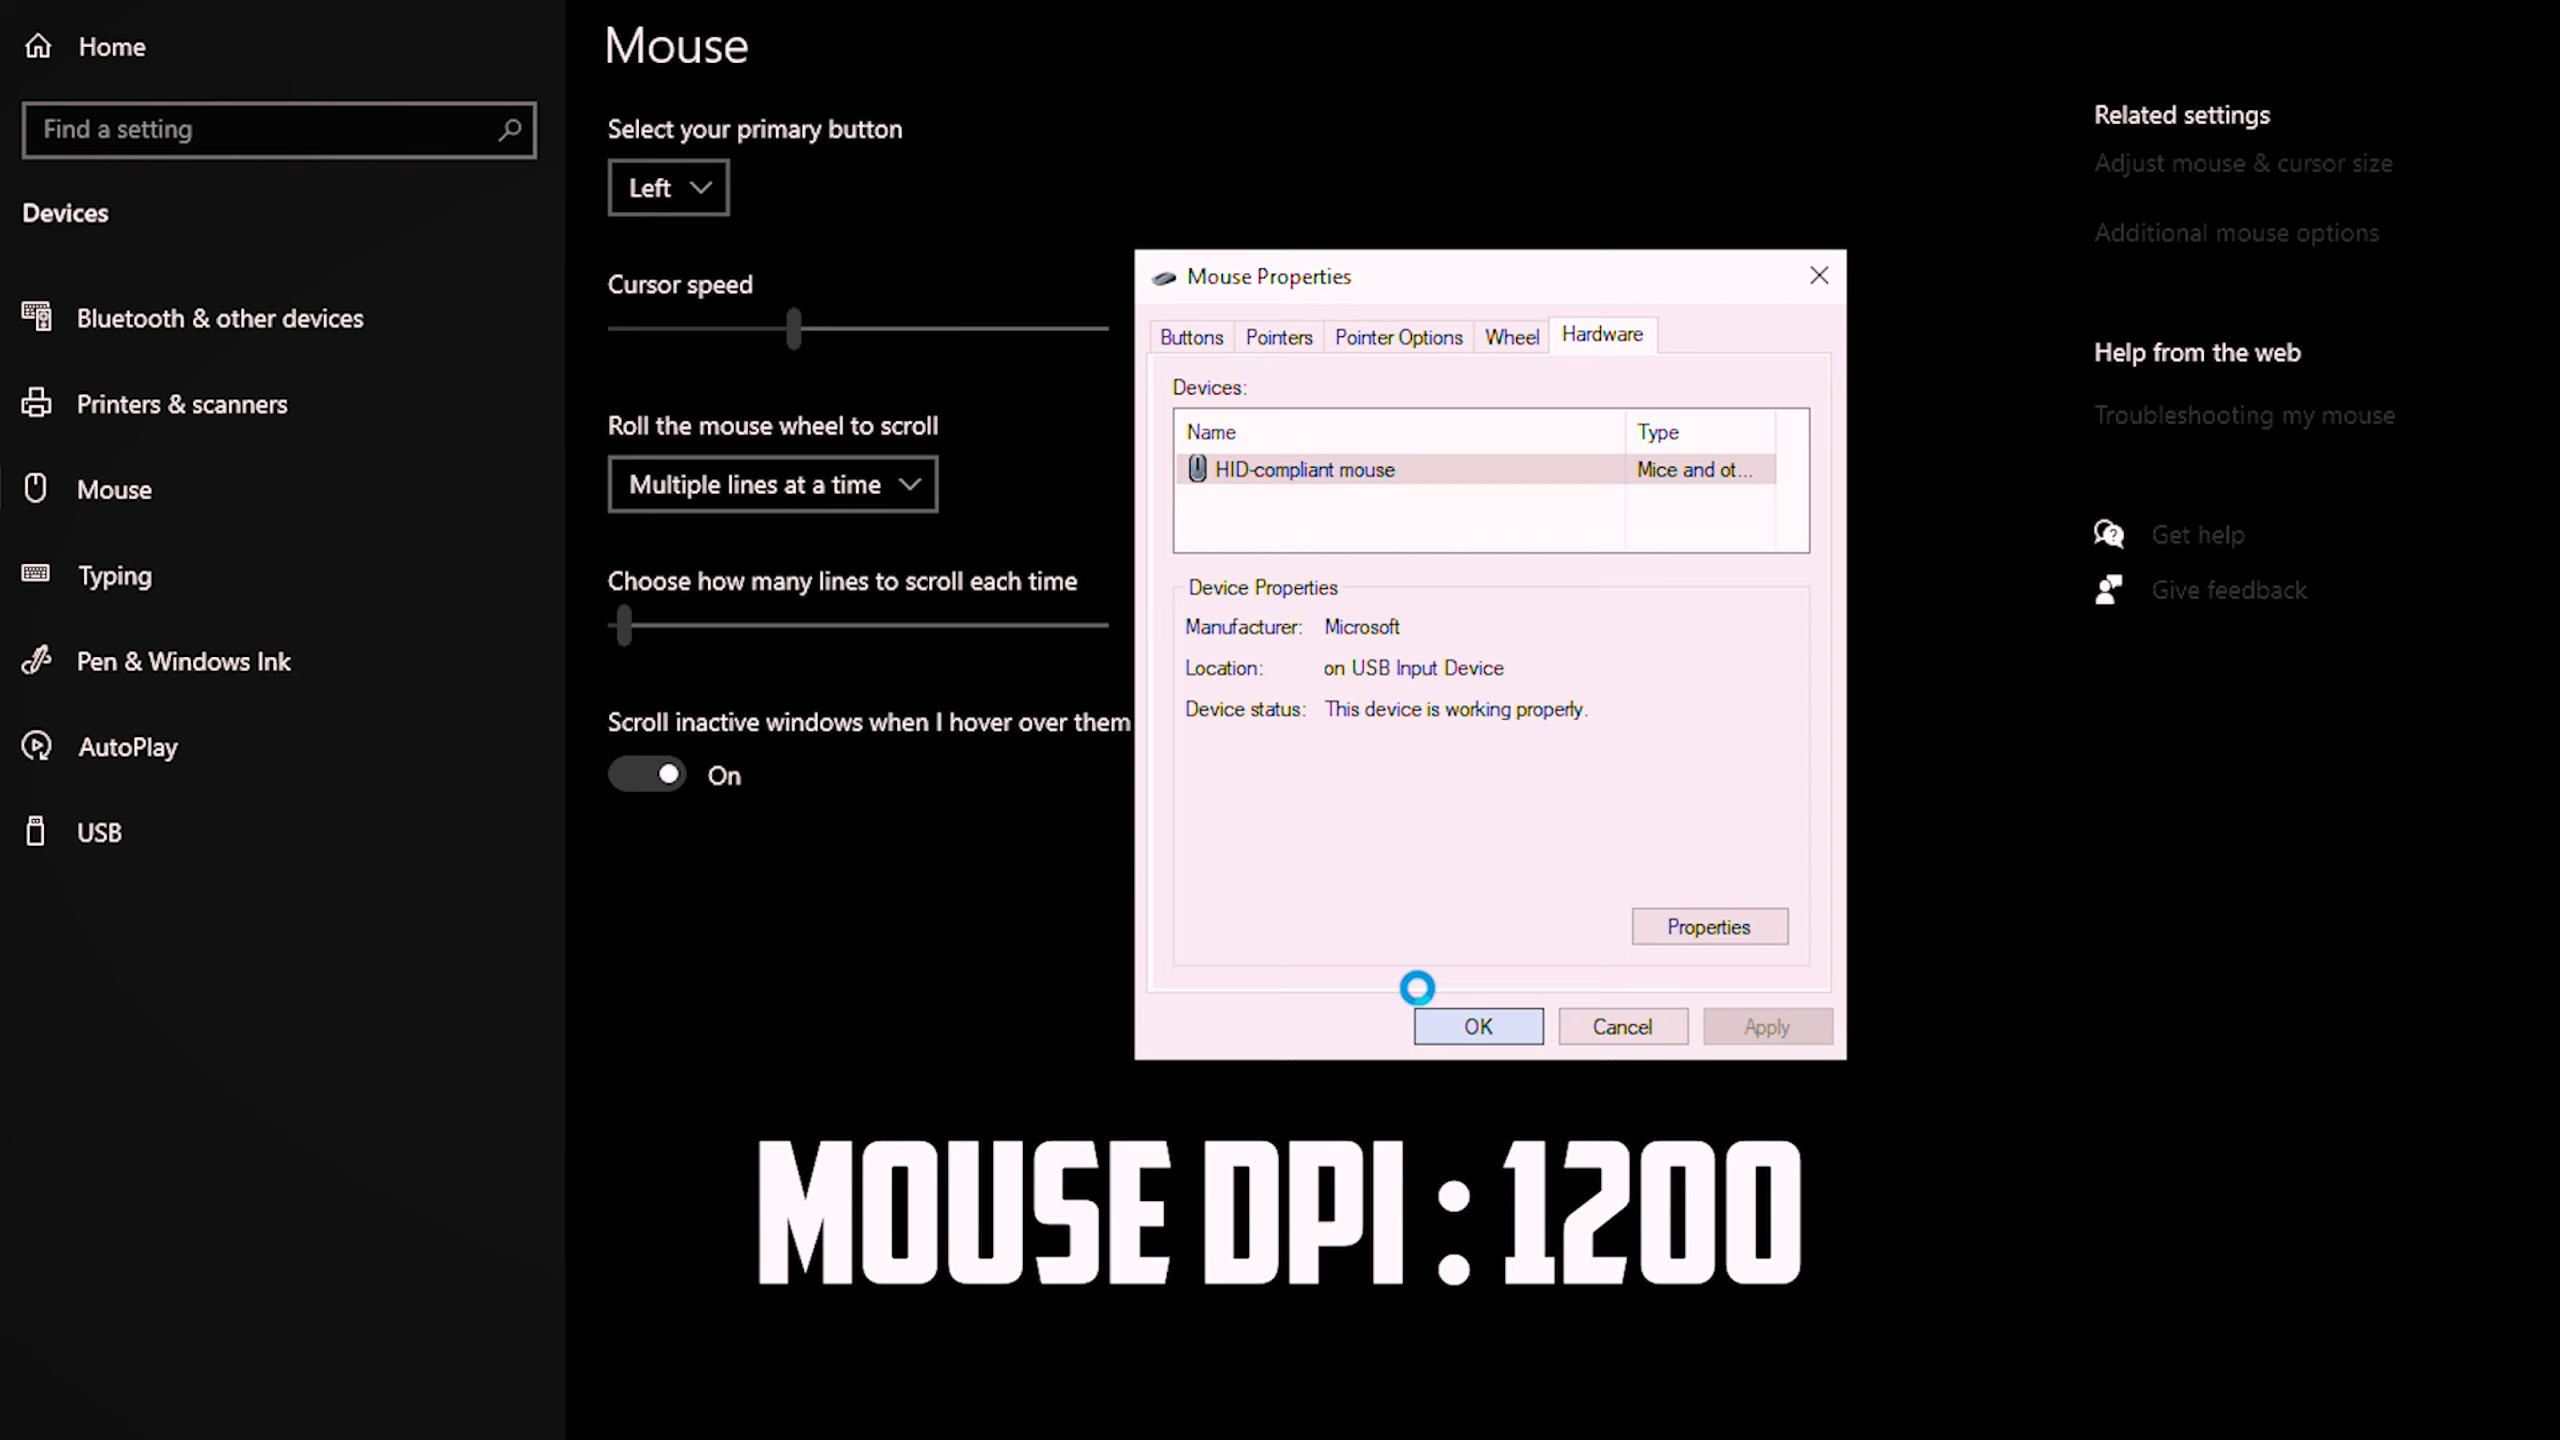 Home
Find a setting
Devices
Bluetooth & other devices
Printers & scanners
Mouse
Typing
Pen & Windows Ink
AutoPlay
USB
Mouse
Select your primary button
Left
Cursor speed
Roll the mouse wheel to scroll
Multiple lines at a time
Choose how many lines to scroll each time
Scroll inactive windows when I hover over them
On
Mouse Properties
Buttons Pointers Pointer Options Wheel Hardware
Devices:
Name Type
HID-compliant mouse Mice and ot...
Device Properties
Manufacturer: Microsoft
Location: on USB Input Device
Device status: This device is working properly.
Properties
OK Cancel Apply
Related settings
Adjust mouse & cursor size
Additional mouse options
Help from the web
Troubleshooting my mouse
Get help
Give feedback
MOUSE DPI : 1200